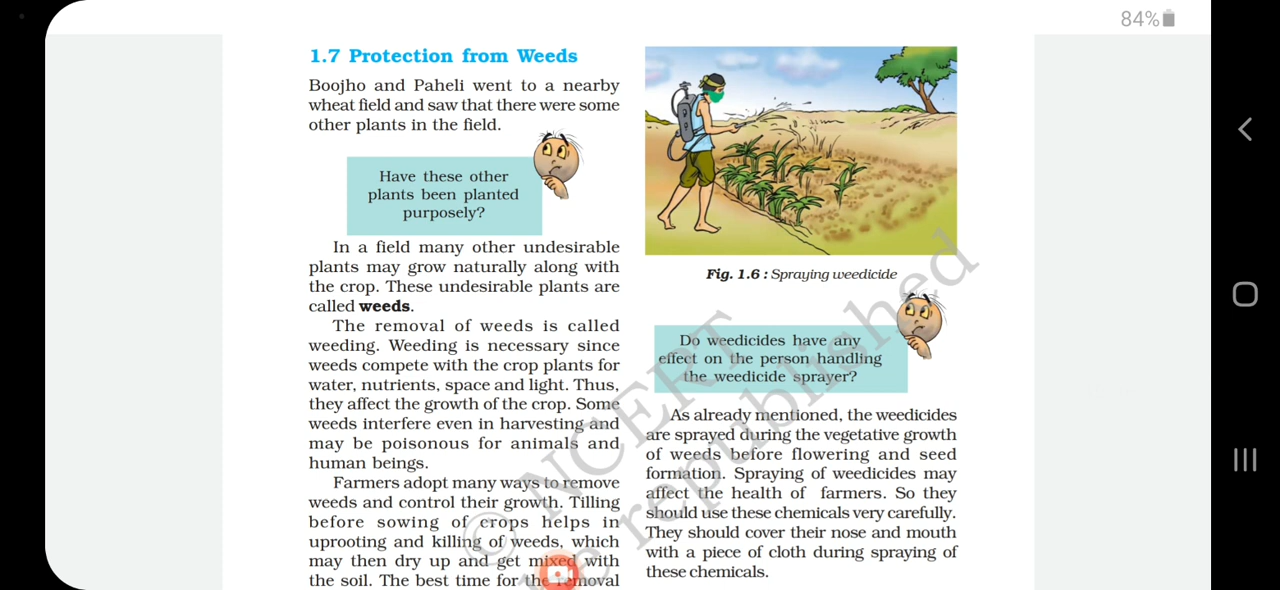 84%
1.7 Protection from Weeds
Boojho and Paheli went to a nearby
wheat field and saw that there were some
other plants in the field.
Have these other
plants been planted
purposely?
In a field many other undesirable
plants may grow naturally along with
the crop. These undesirable plants are
called weeds.
The removal of weeds is called
weeding. Weeding is necessary since
weeds compete with the crop plants for
water, nutrients, space and light. Thus,
they affect the growth of the crop. Some
weeds interfere even in harvesting and
may be poisonous for animals and
human beings.
Farmers adopt many ways to remove
weeds and control their growth. Tilling
before sowing of crops helps in
uprooting and killing of weeds, which
may then dry up and get mixed with
the soil. The best time for the removal
Fig. 1.6 : Spraying weedicide
Do weedicides have any
effect on the person handling
the weedicide sprayer?
As already mentioned, the weedicides
are sprayed during the vegetative growth
of weeds before flowering and seed
formation. Spraying of weedicides may
affect the health of farmers. So they
should use these chemicals very carefully.
They should cover their nose and mouth
with a piece of cloth during spraying of
these chemicals.
© NCERT
be republished